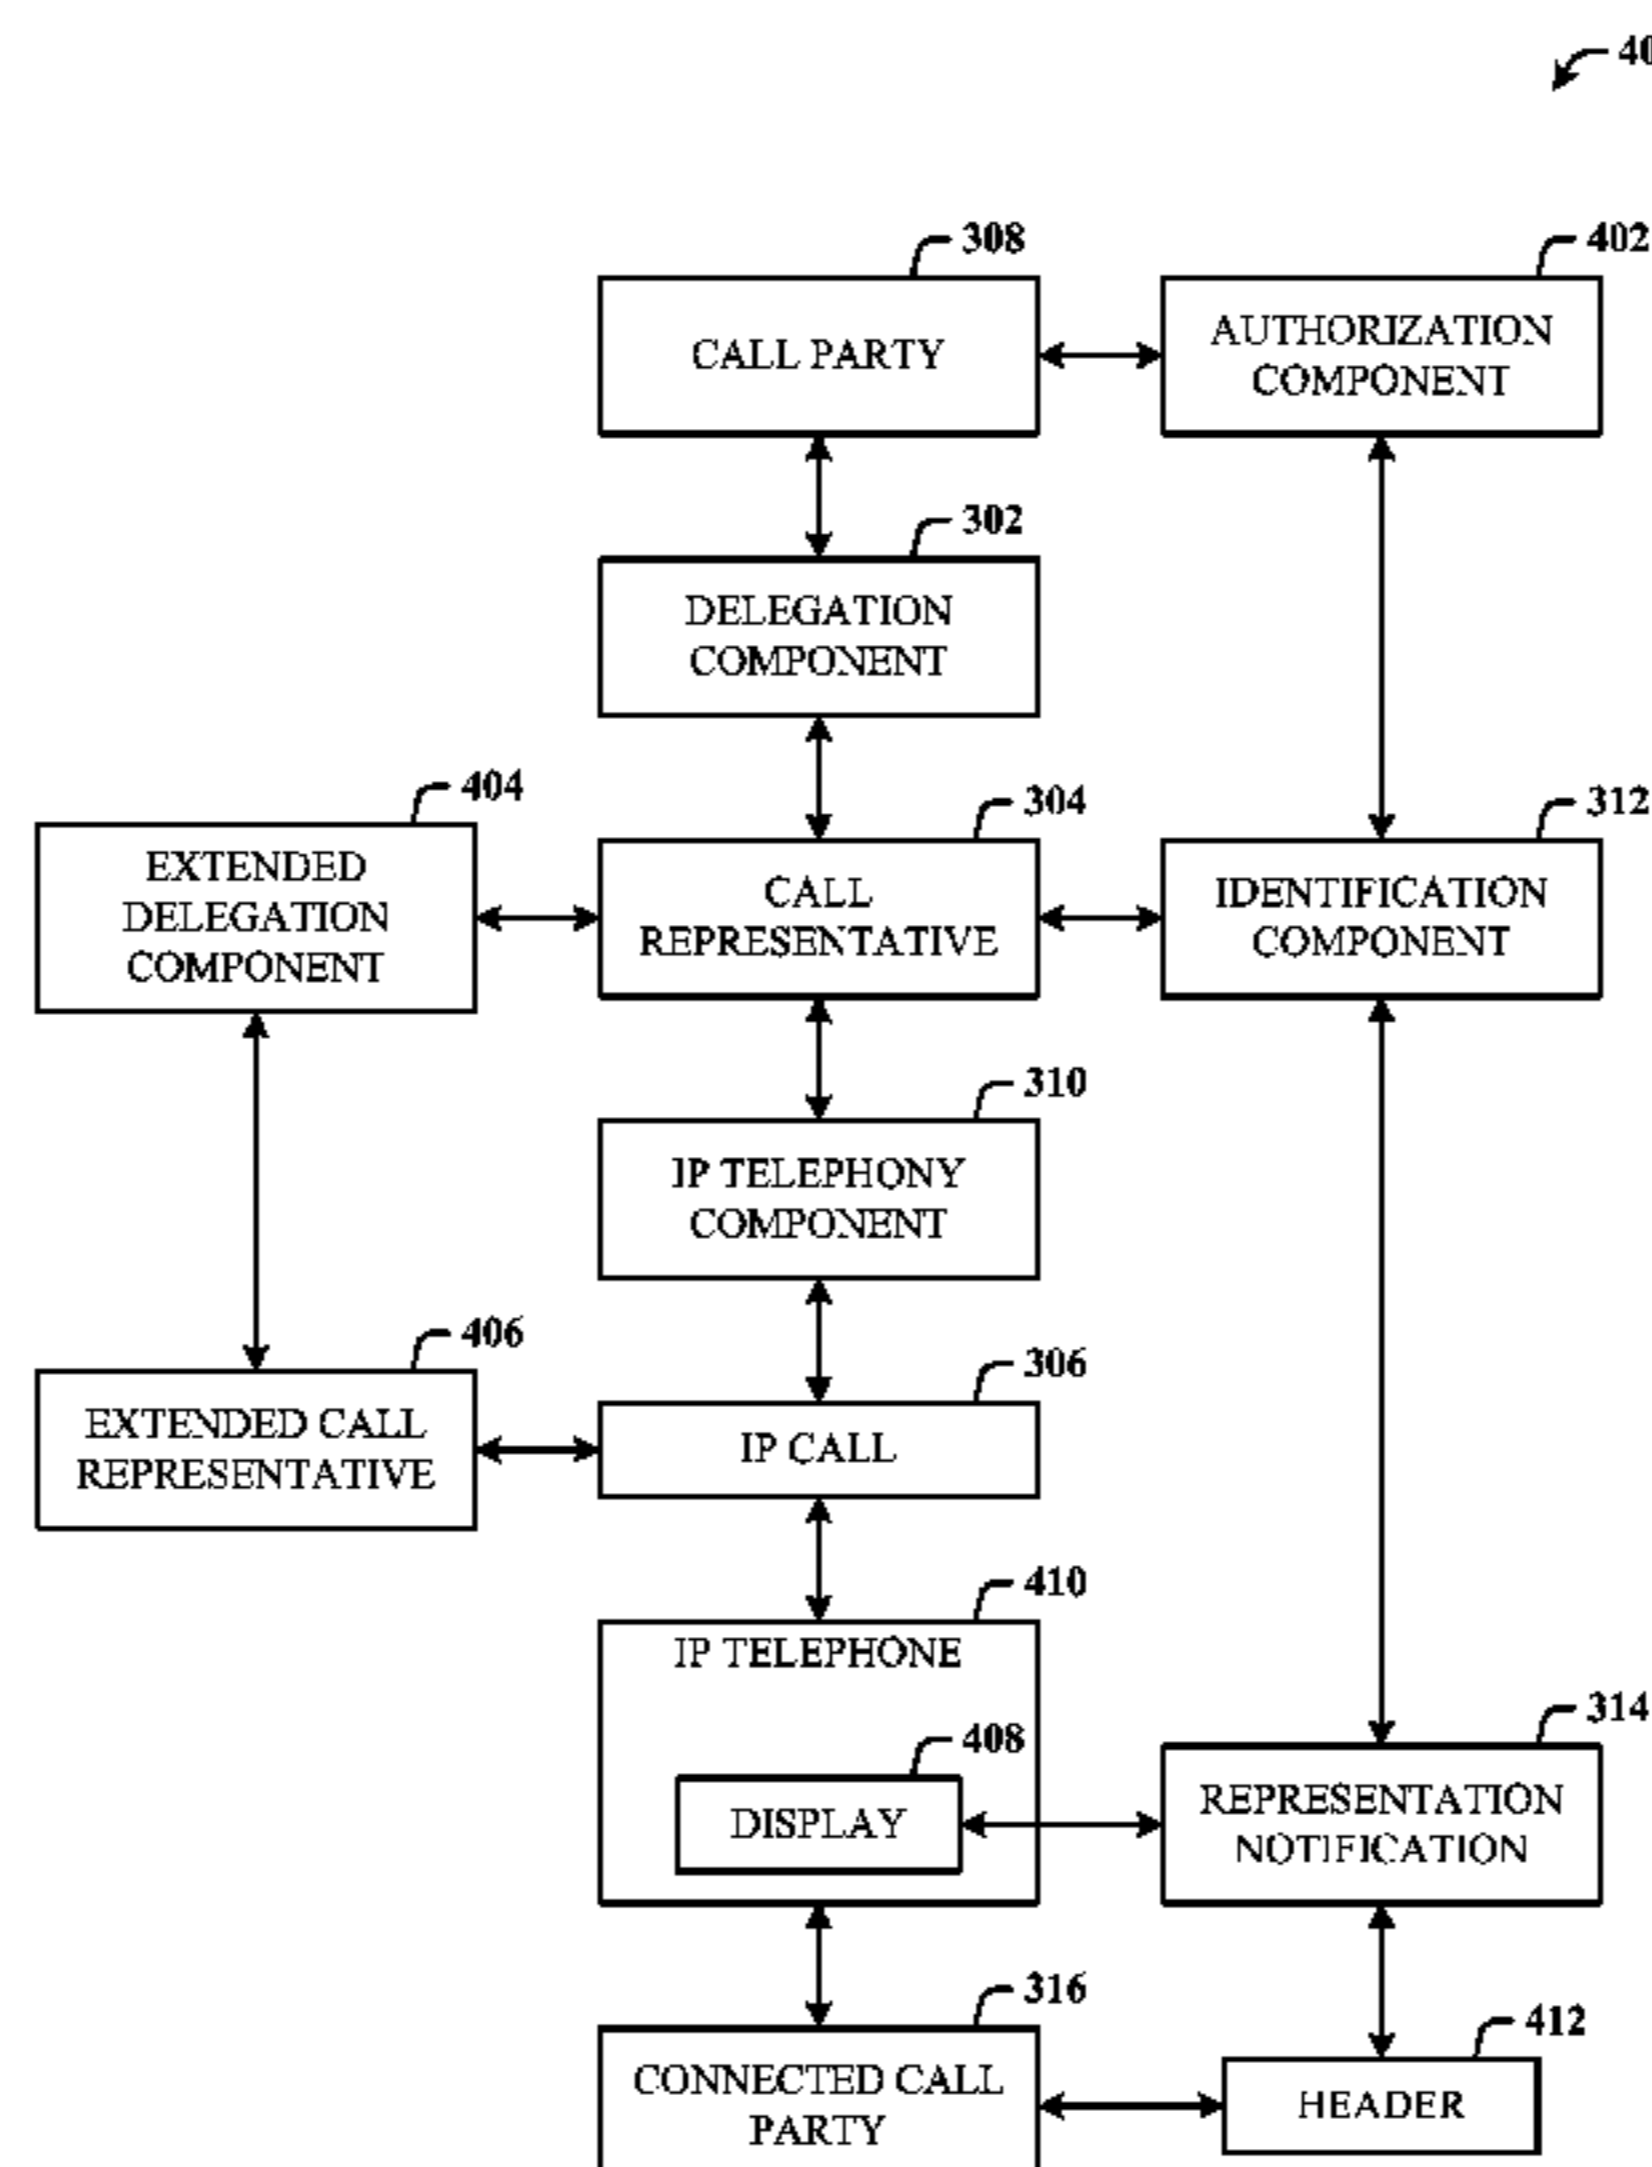 40
308
402
CALL PARTY
AUTHORIZATION
COMPONENT
302
DELEGATION
COMPONENT
404
304
312
EXTENDED
DELEGATION
COMPONENT
CALL
REPRESENTATIVE
IDENTIFICATION
COMPONENT
310
IP TELEPHONY
COMPONENT
406
306
EXTENDED CALL
REPRESENTATIVE
IP CALL
410
IP TELEPHONE
314
408
DISPLAY
REPRESENTATION
NOTIFICATION
316
412
CONNECTED CALL
PARTY
HEADER